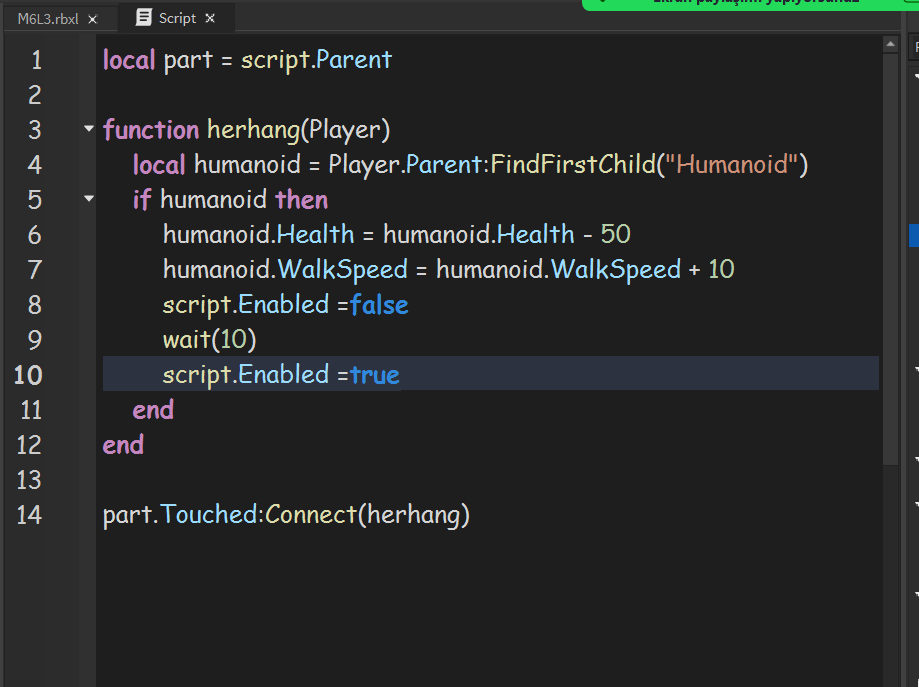 M6L3.rbxl ×
Script ×
ekran paylaşımı yapıyorsunuz
1 local part = script.Parent
2
3 function herhang(Player)
4 local humanoid = Player.Parent:FindFirstChild("Humanoid")
5 if humanoid then
6 humanoid.Health = humanoid.Health - 50
7 humanoid.WalkSpeed = humanoid.WalkSpeed + 10
8 script.Enabled =false
9 wait(10)
10 script.Enabled =true
11 end
12 end
13
14 part.Touched:Connect(herhang)